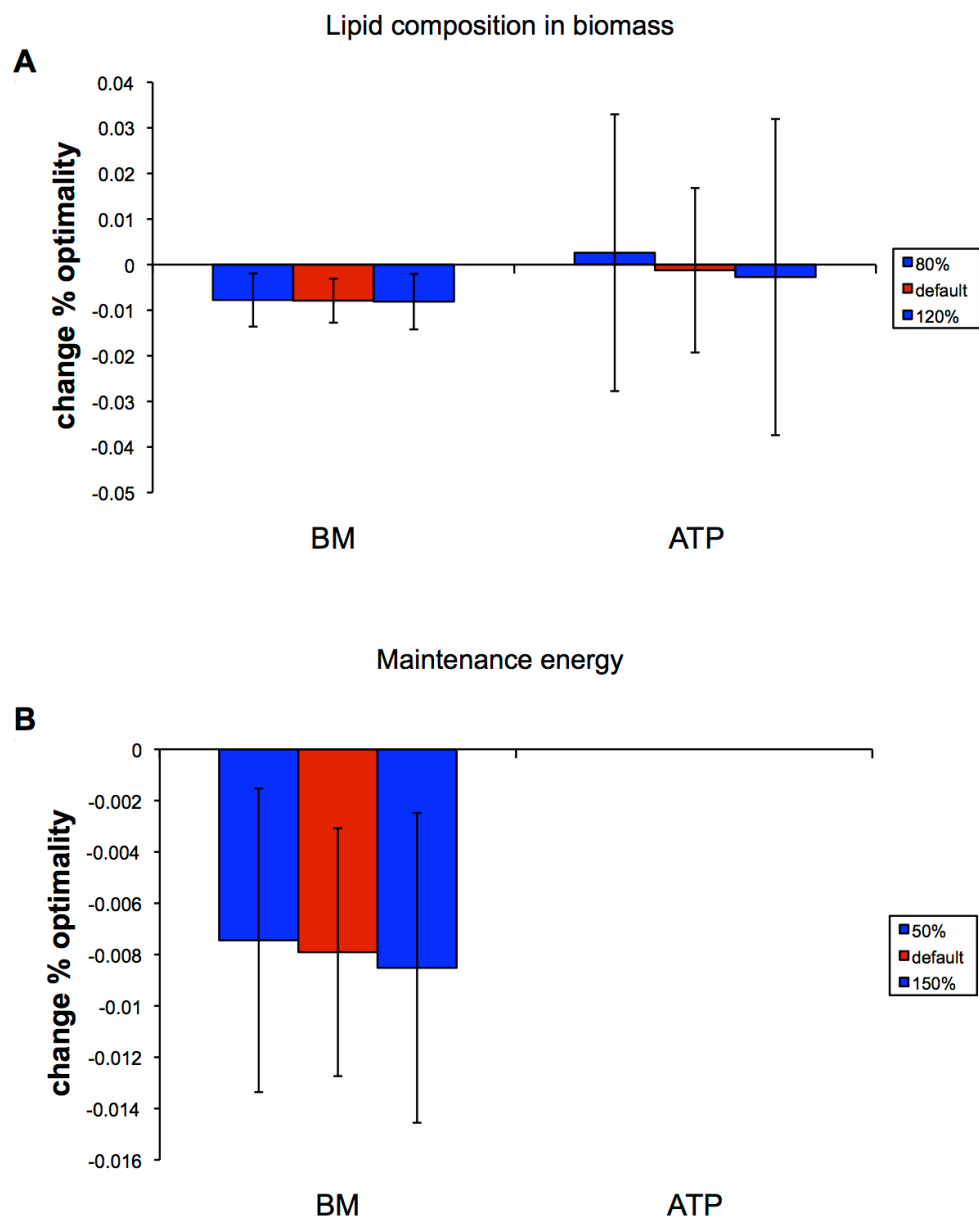 Lipid composition in biomass
A
change % optimality
0.04
0.03
0.02
0.01
0
-0.01
-0.02
-0.03
-0.04
-0.05
BM ATP
80%
default
120%
Maintenance energy
B
change % optimality
0
-0.002
-0.004
-0.006
-0.008
-0.01
-0.012
-0.014
-0.016
BM ATP
50%
default
150%